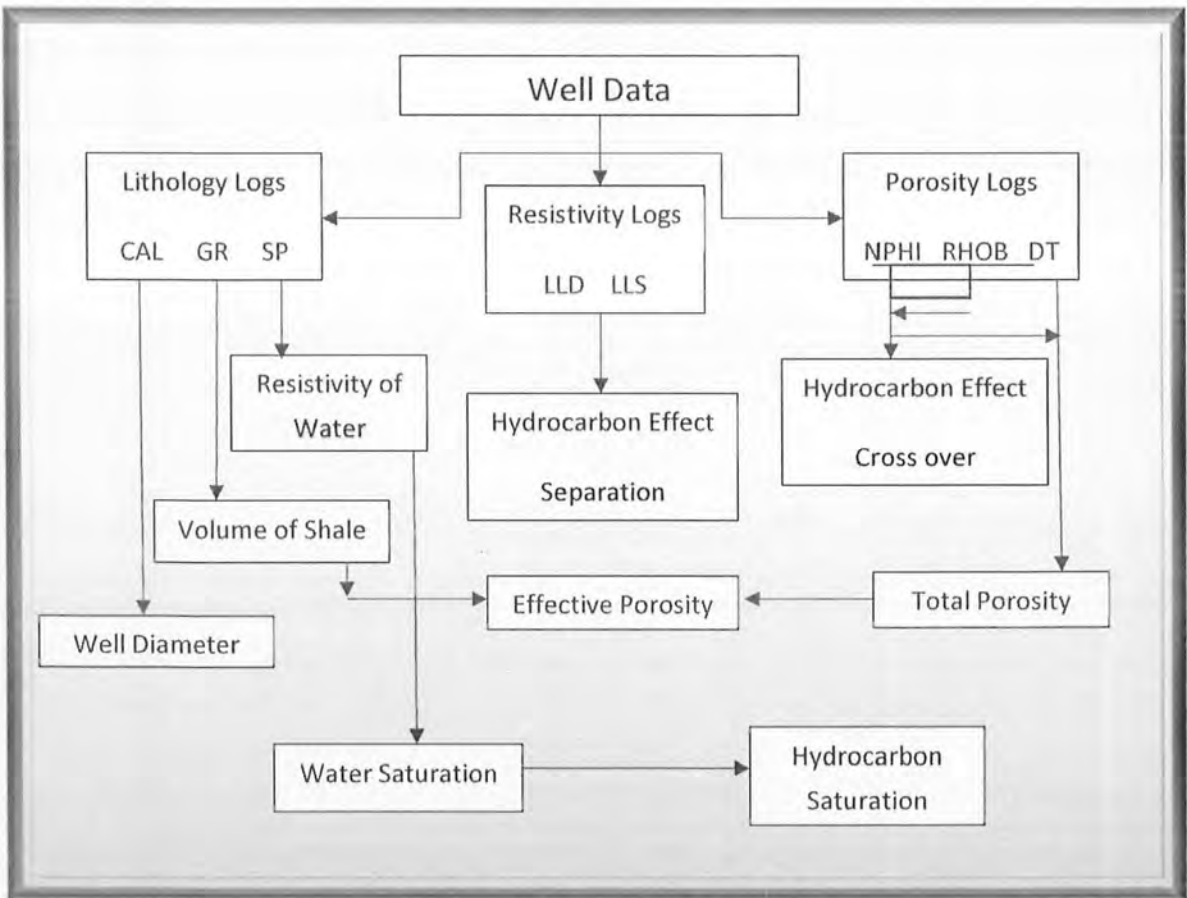 Well Data
Lithology Logs
CAL GR SP
Resistivity Logs
LLD LLS
Porosity Logs
NPHI RHOB DT
Resistivity of
Water
Hydrocarbon Effect
Separation
Hydrocarbon Effect
Cross over
Volume of Shale
Effective Porosity
Total Porosity
Well Diameter
Water Saturation
Hydrocarbon
Saturation